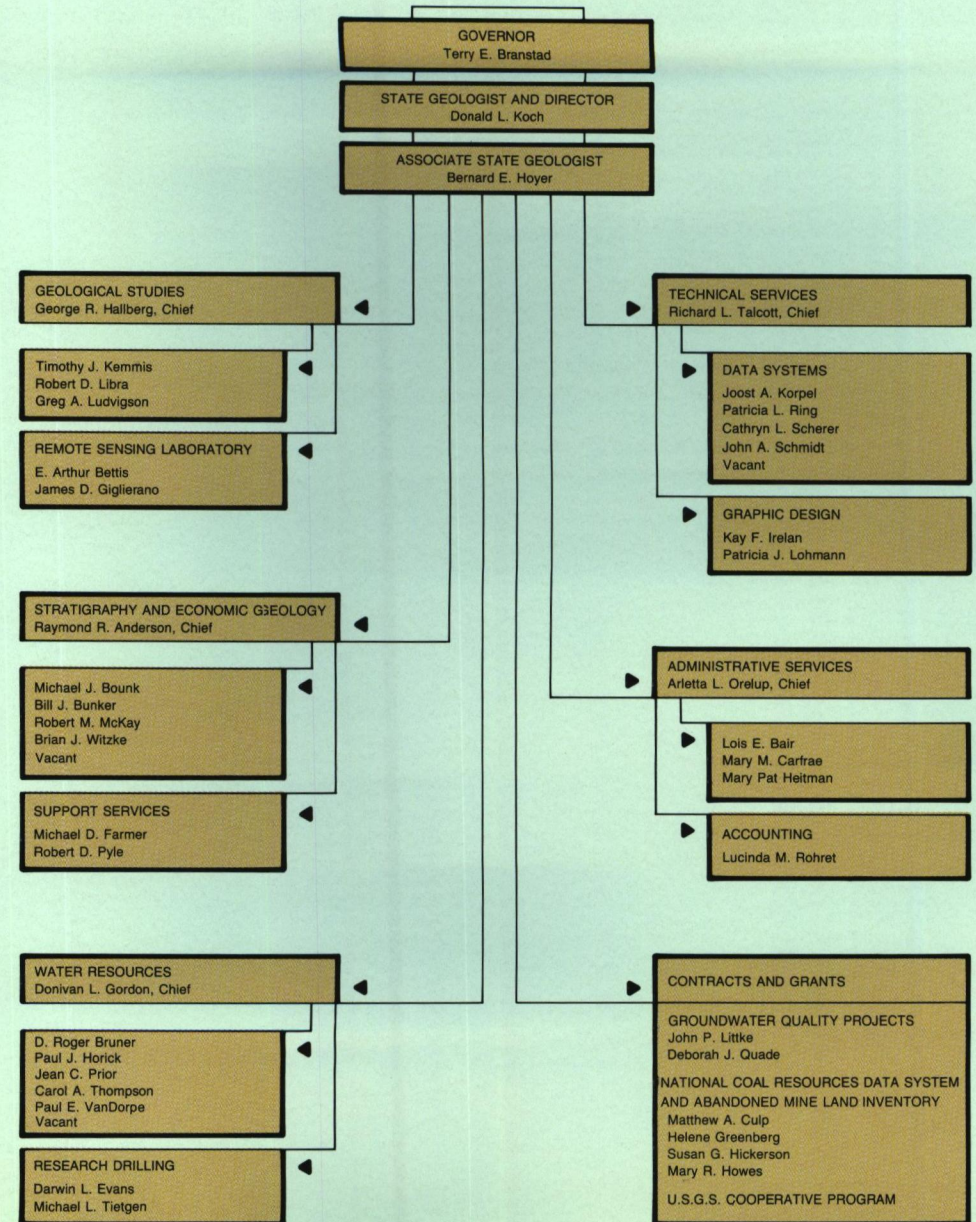 GOVERNOR
Terry E. Branstad
STATE GEOLOGIST AND DIRECTOR
Donald L. Koch
ASSOCIATE STATE GEOLOGIST
Bernard E. Hoyer
GEOLOGICAL STUDIES
George R. Hallberg, Chief
Timothy J. Kemmis
Robert D. Libra
Greg A. Ludvigson
REMOTE SENSING LABORATORY
E. Arthur Bettis
James D. Giglierano
STRATIGRAPHY AND ECONOMIC GGEOLOGY
Raymond R. Anderson, Chief
Michael J. Bounk
Bill J. Bunker
Robert M. McKay
Brian J. Witzke
Vacant
SUPPORT SERVICES
Michael D. Farmer
Robert D. Pyle
WATER RESOURCES
Donivan L. Gordon, Chief
D. Roger Bruner
Paul J. Horick
Jean C. Prior
Carol A. Thompson
Paul E. VanDorpe
Vacant
RESEARCH DRILLING
Darwin L. Evans
Michael L. Tietgen
TECHNICAL SERVICES
Richard L. Talcott, Chief
DATA SYSTEMS
Joost A. Korpel
Patricia L. Ring
Cathryn L. Scherer
John A. Schmidt
Vacant
GRAPHIC DESIGN
Kay F. Irelan
Patricia J. Lohmann
ADMINISTRATIVE SERVICES
Arletta L. Orelup, Chief
Lois E. Bair
Mary M. Carfrae
Mary Pat Heitman
ACCOUNTING
Lucinda M. Rohret
CONTRACTS AND GRANTS
GROUNDWATER QUALITY PROJECTS
John P. Littke
Deborah J. Quade
NATIONAL COAL RESOURCES DATA SYSTEM
AND ABANDONED MINE LAND INVENTORY
Matthew A. Culp
Helene Greenberg
Susan G. Hickerson
Mary R. Howes
U.S.G.S. COOPERATIVE PROGRAM